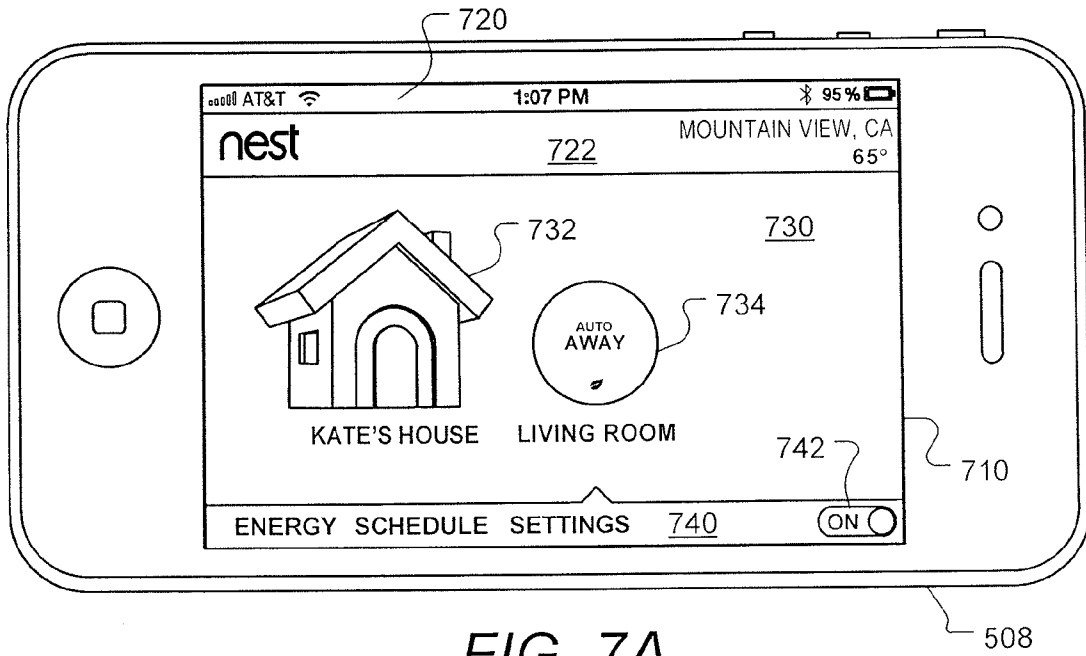 720
AT&T 1:07 PM 95%
nest 722 MOUNTAIN VIEW, CA
65°
732 730
734
AUTO
AWAY
KATE'S HOUSE LIVING ROOM
742
710
ENERGY SCHEDULE SETTINGS 740 ON
508
FIG. 7A